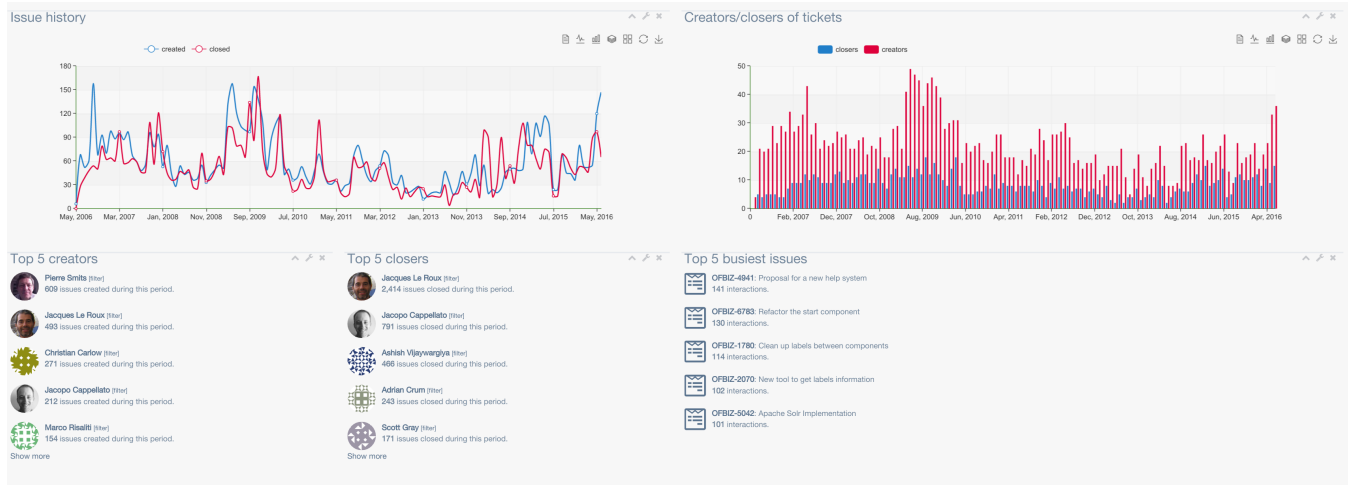 Issue history
created closed
180
150
120
90
60
30
0
May, 2006 Mar, 2007 Jan, 2008 Nov, 2008 Sep, 2009 Jul, 2010 May, 2011 Mar, 2012 Jan, 2013 Nov, 2013 Sep, 2014 Jul, 2015 May, 2016
Creators/closers of tickets
closers creators
50
40
30
20
10
0
0 Feb, 2007 Dec, 2007 Oct, 2008 Aug, 2009 Jun, 2010 Apr, 2011 Feb, 2012 Dec, 2012 Oct, 2013 Aug, 2014 Jun, 2015 Apr, 2016
Top 5 creators
Pierre Smits [filter]
609 issues created during this period.
Jacques Le Roux [filter]
493 issues created during this period.
Christian Carlow [filter]
271 issues created during this period.
Jacopo Cappellato [filter]
212 issues created during this period.
Marco Risaliti [filter]
154 issues created during this period.
Show more
Top 5 closers
Jacques Le Roux [filter]
2,414 issues closed during this period.
Jacopo Cappellato [filter]
791 issues closed during this period.
Ashish Vijaywargiya [filter]
466 issues closed during this period.
Adrian Crum [filter]
243 issues closed during this period.
Scott Gray [filter]
171 issues closed during this period.
Show more
Top 5 busiest issues
OFBIZ-4941: Proposal for a new help system
141 interactions.
OFBIZ-6783: Refactor the start component
130 interactions.
OFBIZ-1780: Clean up labels between components
114 interactions.
OFBIZ-2070: New tool to get labels information
102 interactions.
OFBIZ-5042: Apache Solr Implementation
101 interactions.